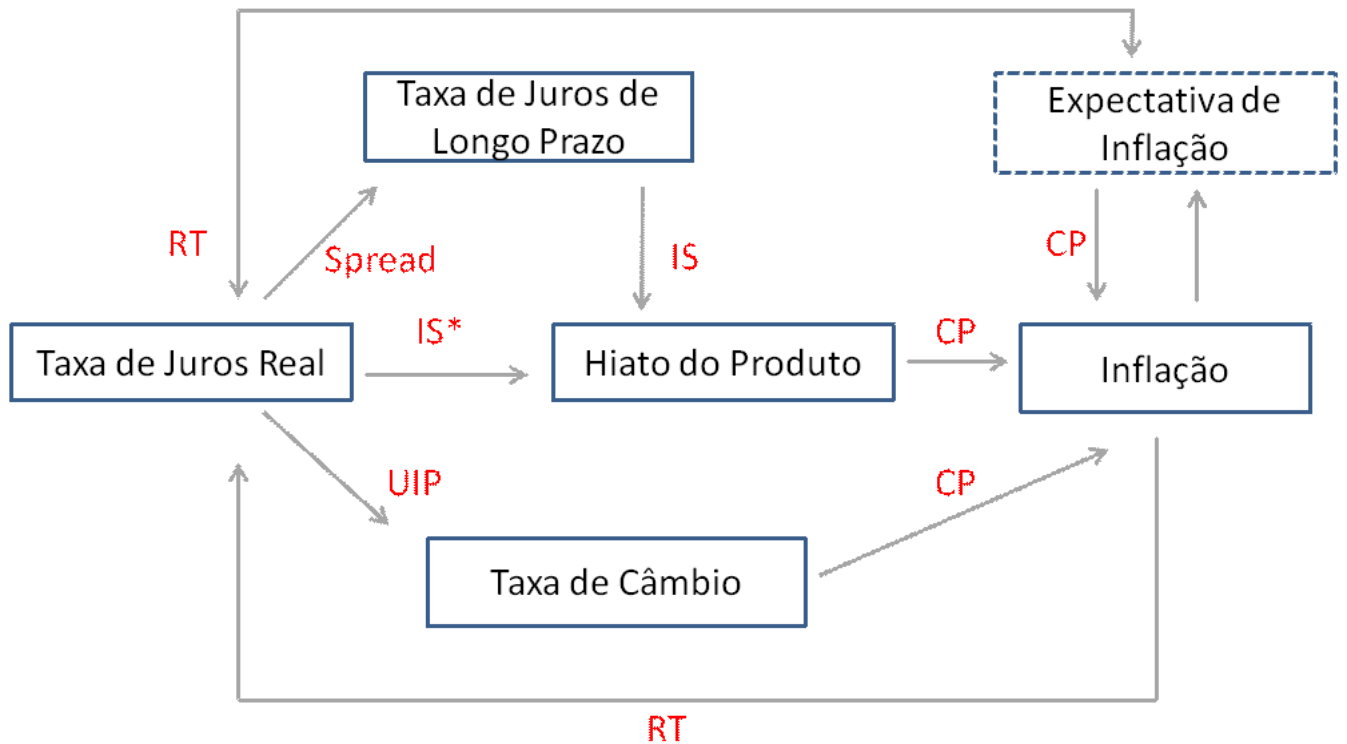 Taxa de Juros de
Longo Prazo
Expectativa de
Inflação
RT
Spread
IS
CP
Taxa de Juros Real
IS*
Hiato do Produto
CP
Inflação
UIP
CP
Taxa de Câmbio
RT